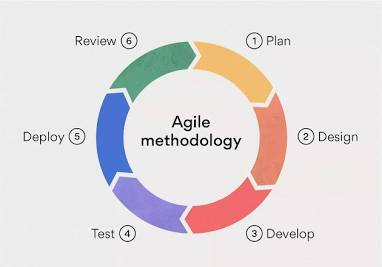 Review 6
1 Plan
Agile
methodology
Deploy 5
2 Design
Test 4
3 Develop